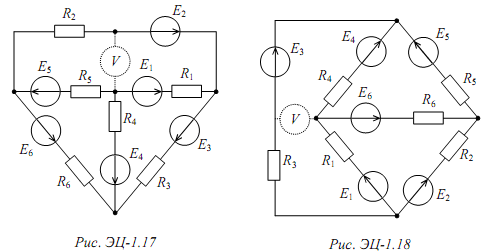 R2
E2
V
E5
R5
E1
R1
R4
E6
E3
R6
E4
R3
Рис. ЭЦ-1.17
E4
E5
E3
R4
R5
E6
R6
V
R3
R1
R2
E1
E2
Рис. ЭЦ-1.18